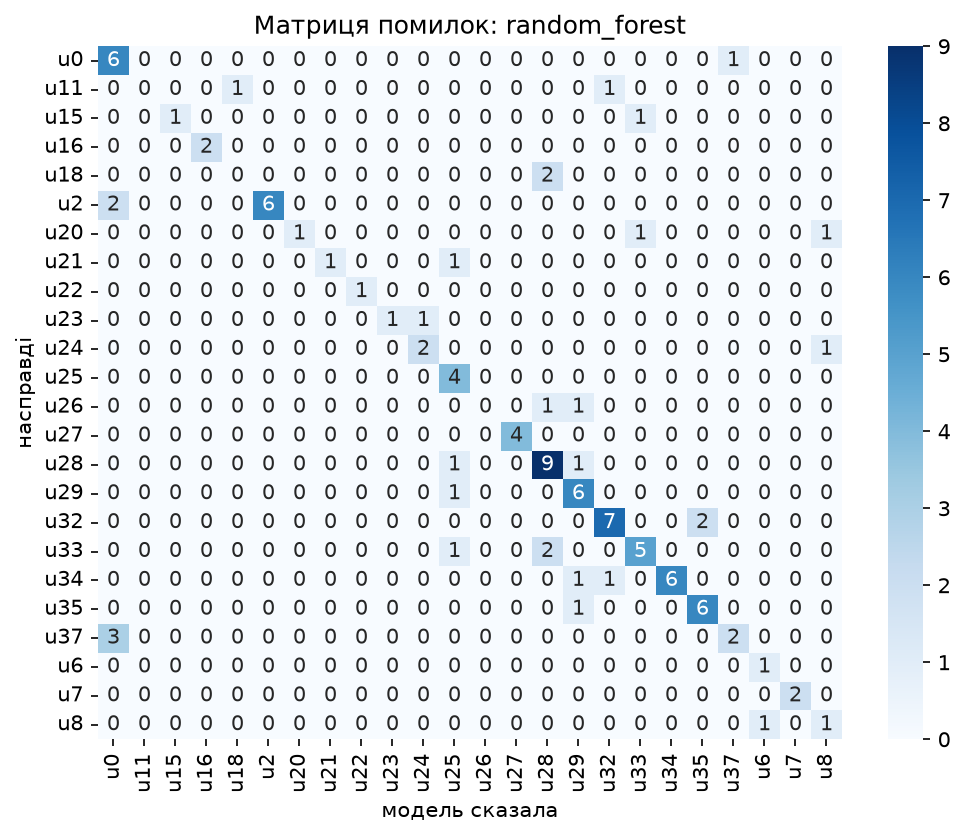 Матриця помилок: random_forest
u0 6 0 0 0 0 0 0 0 0 0 0 0 0 0 0 0 0 0 0 0 1 0 0 0
u11 0 0 0 0 1 0 0 0 0 0 0 0 0 0 0 0 1 0 0 0 0 0 0 0
u15 0 0 1 0 0 0 0 0 0 0 0 0 0 0 0 0 0 1 0 0 0 0 0 0
u16 0 0 0 2 0 0 0 0 0 0 0 0 0 0 0 0 0 0 0 0 0 0 0 0
u18 0 0 0 0 0 0 0 0 0 0 0 0 0 0 2 0 0 0 0 0 0 0 0 0
u2 2 0 0 0 0 6 0 0 0 0 0 0 0 0 0 0 0 0 0 0 0 0 0 0
u20 0 0 0 0 0 0 1 0 0 0 0 0 0 0 0 0 0 1 0 0 0 0 0 1
u21 0 0 0 0 0 0 0 1 0 0 0 1 0 0 0 0 0 0 0 0 0 0 0 0
u22 0 0 0 0 0 0 0 0 1 0 0 0 0 0 0 0 0 0 0 0 0 0 0 0
u23 0 0 0 0 0 0 0 0 0 1 1 0 0 0 0 0 0 0 0 0 0 0 0 0
u24 0 0 0 0 0 0 0 0 0 0 2 0 0 0 0 0 0 0 0 0 0 0 0 1
u25 0 0 0 0 0 0 0 0 0 0 0 4 0 0 0 0 0 0 0 0 0 0 0 0
u26 0 0 0 0 0 0 0 0 0 0 0 0 0 0 1 1 0 0 0 0 0 0 0 0
u27 0 0 0 0 0 0 0 0 0 0 0 0 0 4 0 0 0 0 0 0 0 0 0 0
u28 0 0 0 0 0 0 0 0 0 0 0 1 0 0 9 1 0 0 0 0 0 0 0 0
u29 0 0 0 0 0 0 0 0 0 0 0 1 0 0 0 6 0 0 0 0 0 0 0 0
u32 0 0 0 0 0 0 0 0 0 0 0 0 0 0 0 0 7 0 0 2 0 0 0 0
u33 0 0 0 0 0 0 0 0 0 0 0 1 0 0 2 0 0 5 0 0 0 0 0 0
u34 0 0 0 0 0 0 0 0 0 0 0 0 0 0 0 1 1 0 6 0 0 0 0 0
u35 0 0 0 0 0 0 0 0 0 0 0 0 0 0 0 1 0 0 0 6 0 0 0 0
u37 3 0 0 0 0 0 0 0 0 0 0 0 0 0 0 0 0 0 0 0 2 0 0 0
u6 0 0 0 0 0 0 0 0 0 0 0 0 0 0 0 0 0 0 0 0 0 1 0 0
u7 0 0 0 0 0 0 0 0 0 0 0 0 0 0 0 0 0 0 0 0 0 0 2 0
u8 0 0 0 0 0 0 0 0 0 0 0 0 0 0 0 0 0 0 0 0 0 1 0 1
u0 u11 u15 u16 u18 u2 u20 u21 u22 u23 u24 u25 u26 u27 u28 u29 u32 u33 u34 u35 u37 u6 u7 u8
модель сказала
насправді
9
8
7
6
5
4
3
2
1
0